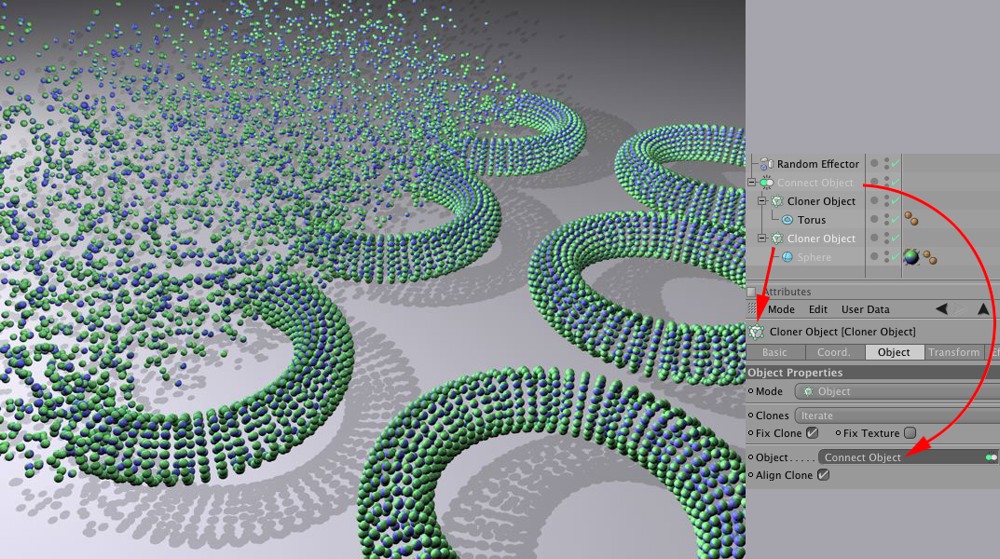 Random Effector
Connect Object
Cloner Object
Torus
Cloner Object
Sphere
Attributes
Mode Edit User Data
Cloner Object [Cloner Object]
Basic Coord. Object Transform
Object Properties
Mode Object
Clones Iterate
Fix Clone Fix Texture
Object..... Connect Object
Align Clone